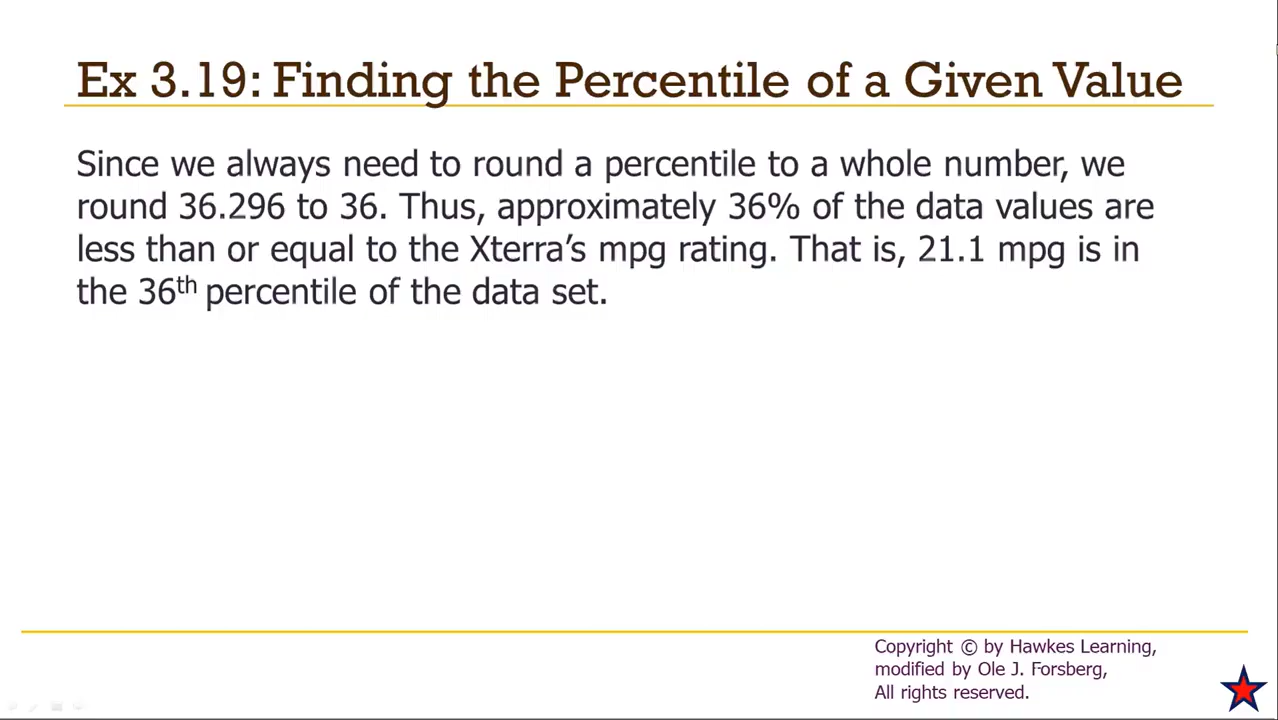 Ex 3.19: Finding the Percentile of a Given Value
Since we always need to round a percentile to a whole number, we
round 36.296 to 36. Thus, approximately 36% of the data values are
less than or equal to the Xterra’s mpg rating. That is, 21.1 mpg is in
the 36th percentile of the data set.
Copyright © by Hawkes Learning,
modified by Ole J. Forsberg,
All rights reserved.